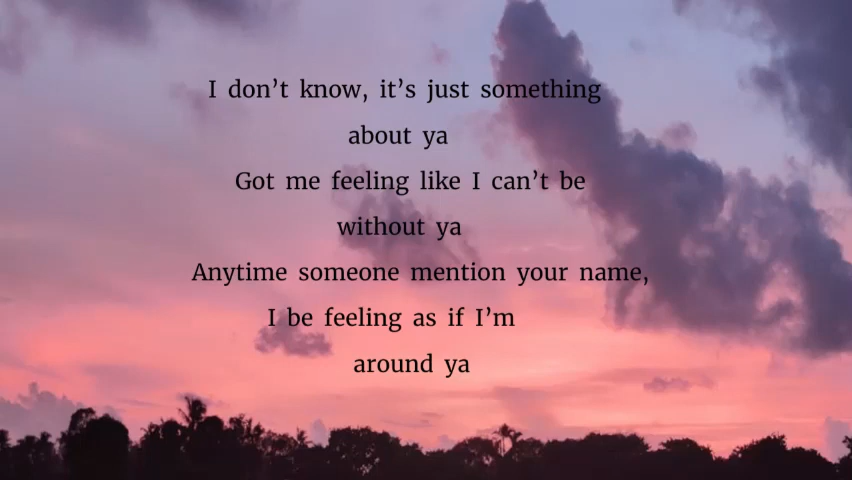 I don’t know, it’s just something
about ya
Got me feeling like I can’t be
without ya
Anytime someone mention your name,
I be feeling as if I’m
around ya